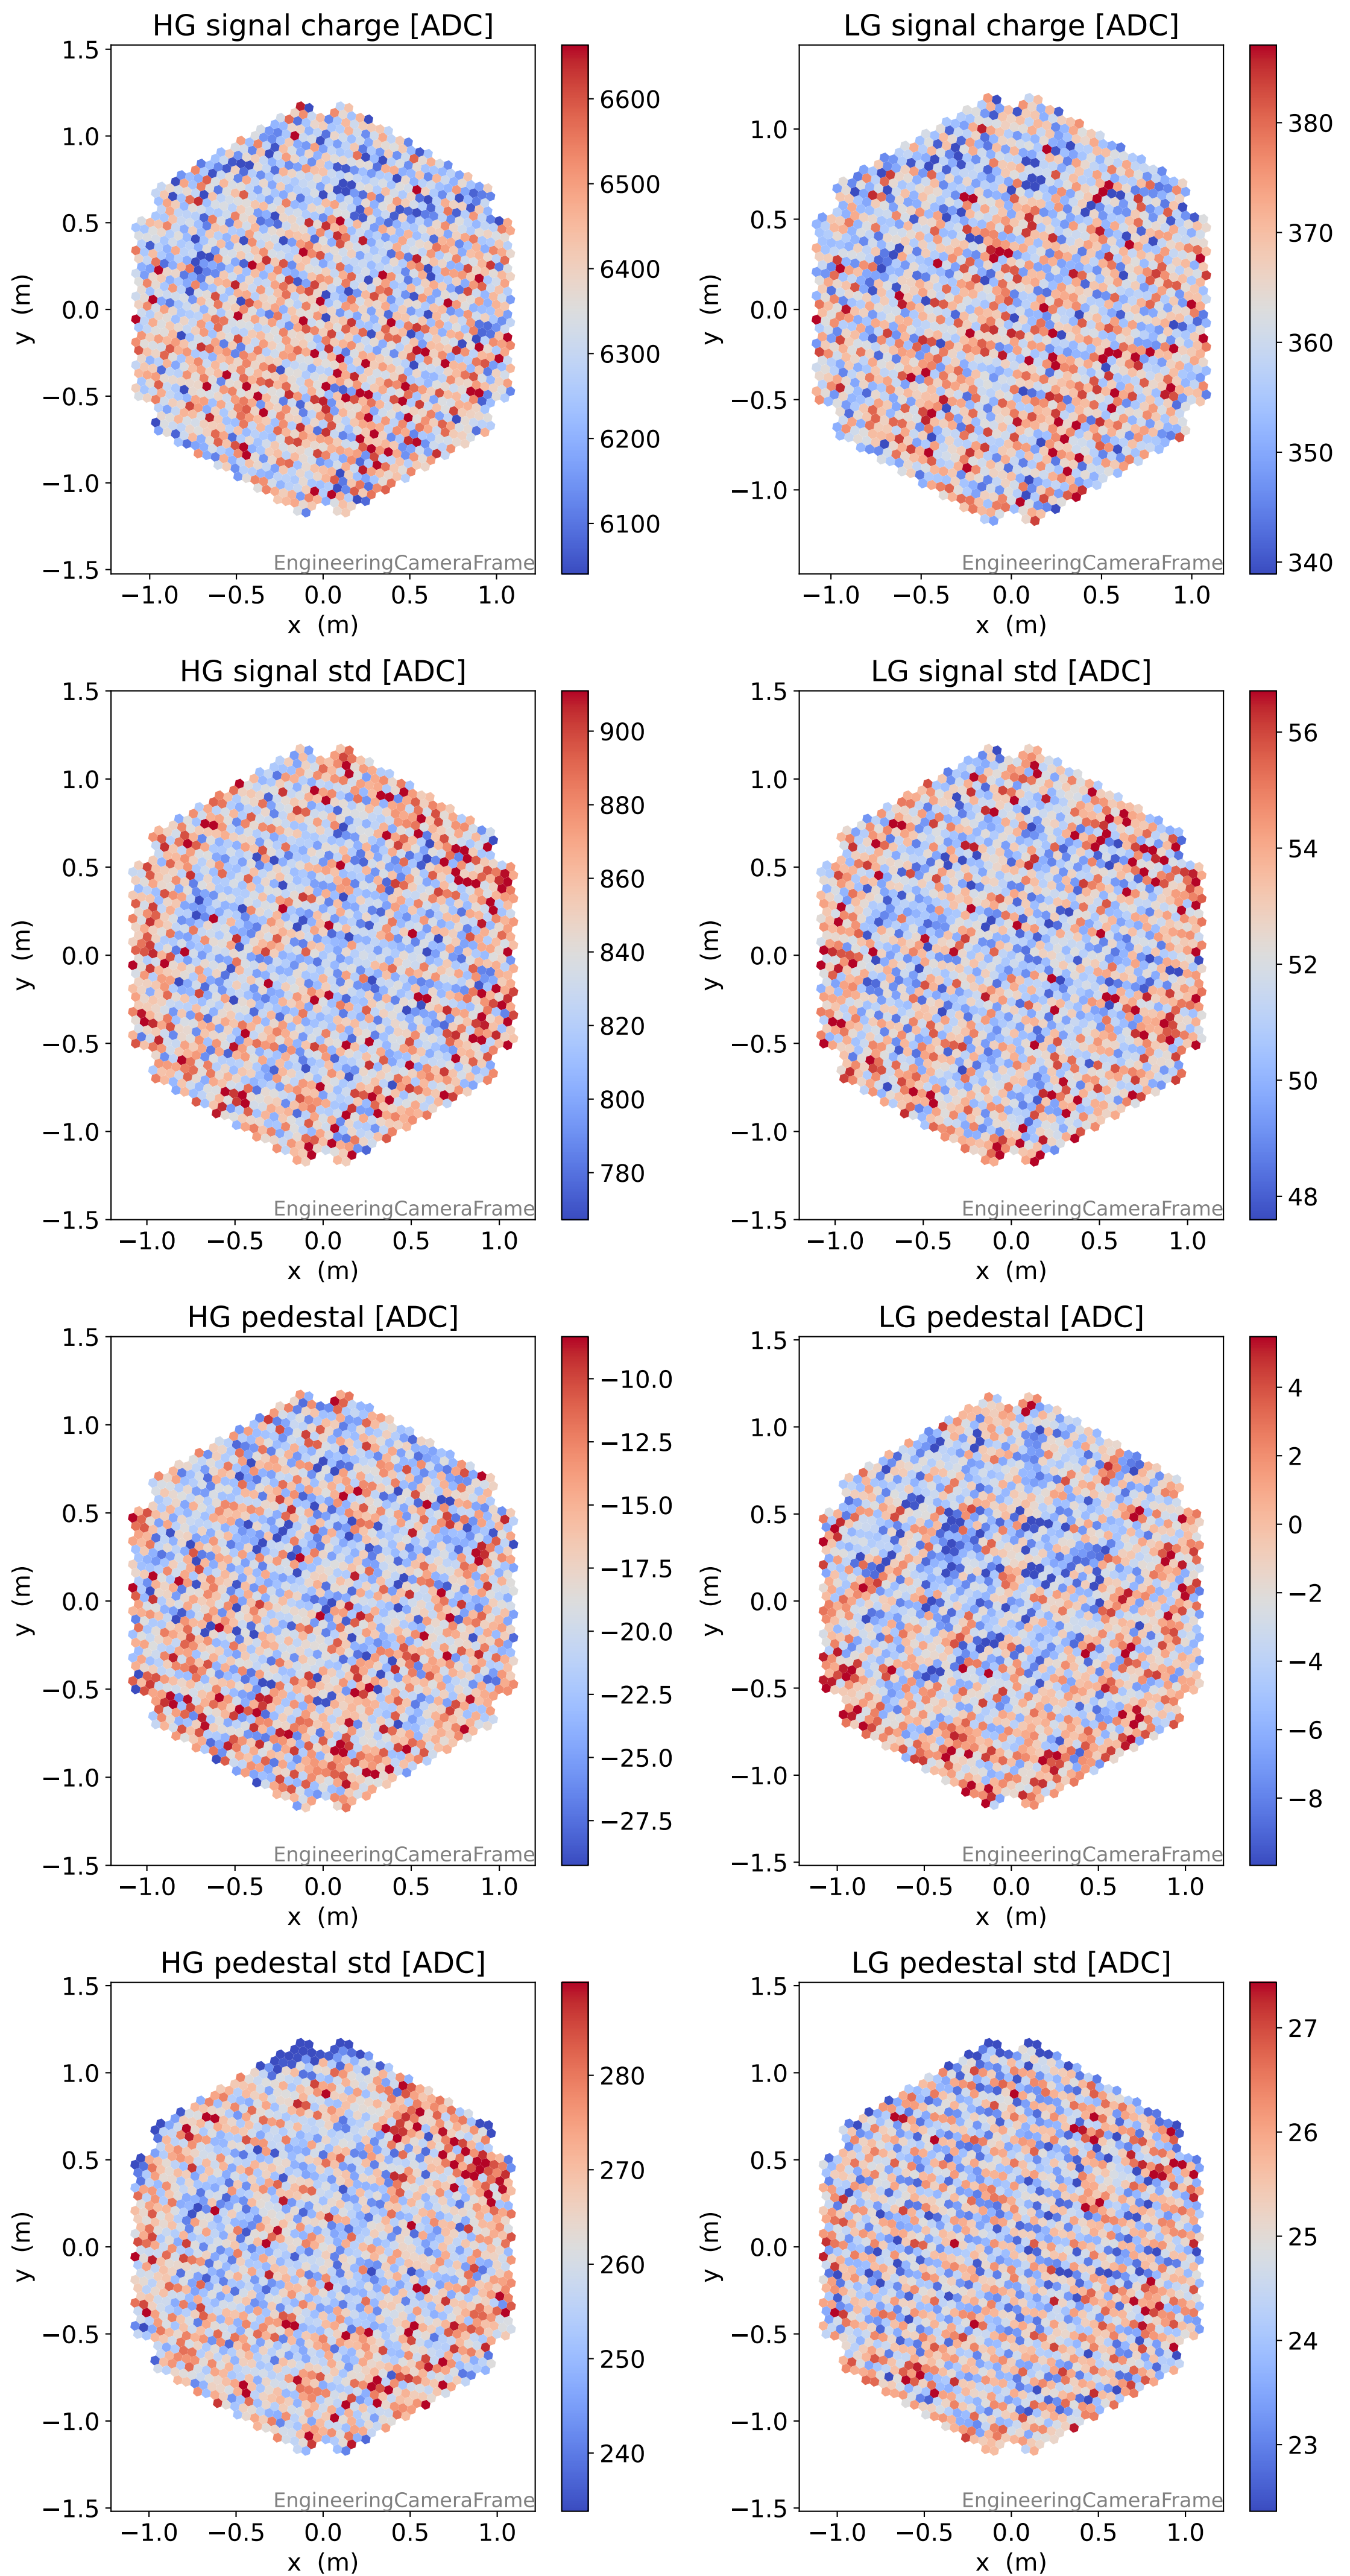 HG signal charge [ADC]
LG signal charge [ADC]
1.5
1.0
0.5
0.0
−0.5
−1.0
−1.5
y (m)
−1.0 −0.5 0.0 0.5 1.0
x (m)
EngineeringCameraFrame
6600
6500
6400
6300
6200
6100
1.0
0.5
0.0
−0.5
−1.0
y (m)
−1.0 −0.5 0.0 0.5 1.0
x (m)
EngineeringCameraFrame
380
370
360
350
340
HG signal std [ADC]
LG signal std [ADC]
1.5
1.0
0.5
0.0
−0.5
−1.0
−1.5
y (m)
−1.0 −0.5 0.0 0.5 1.0
x (m)
EngineeringCameraFrame
900
880
860
840
820
800
780
1.5
1.0
0.5
0.0
−0.5
−1.0
−1.5
y (m)
−1.0 −0.5 0.0 0.5 1.0
x (m)
EngineeringCameraFrame
56
54
52
50
48
HG pedestal [ADC]
LG pedestal [ADC]
1.5
1.0
0.5
0.0
−0.5
−1.0
−1.5
y (m)
−1.0 −0.5 0.0 0.5 1.0
x (m)
EngineeringCameraFrame
−10.0
−12.5
−15.0
−17.5
−20.0
−22.5
−25.0
−27.5
1.5
1.0
0.5
0.0
−0.5
−1.0
−1.5
y (m)
−1.0 −0.5 0.0 0.5 1.0
x (m)
EngineeringCameraFrame
4
2
0
−2
−4
−6
−8
HG pedestal std [ADC]
LG pedestal std [ADC]
1.5
1.0
0.5
0.0
−0.5
−1.0
−1.5
y (m)
−1.0 −0.5 0.0 0.5 1.0
x (m)
EngineeringCameraFrame
280
270
260
250
240
1.5
1.0
0.5
0.0
−0.5
−1.0
−1.5
y (m)
−1.0 −0.5 0.0 0.5 1.0
x (m)
EngineeringCameraFrame
27
26
25
24
23